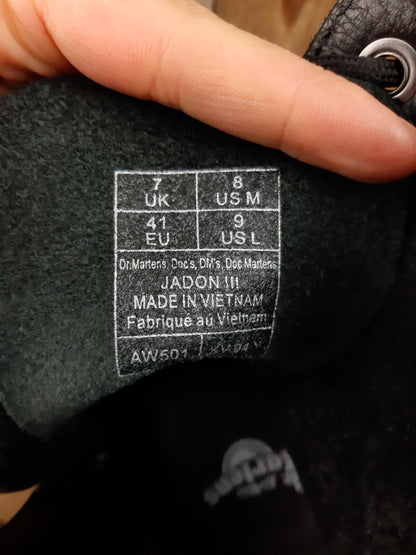 7 8
UK US M
41 9
EU US L
Dr.Martens, Doc's, DM's, Doc Martens
JADON III
MADE IN VIETNAM
Fabriqué au Vietnam
AW501
Martens